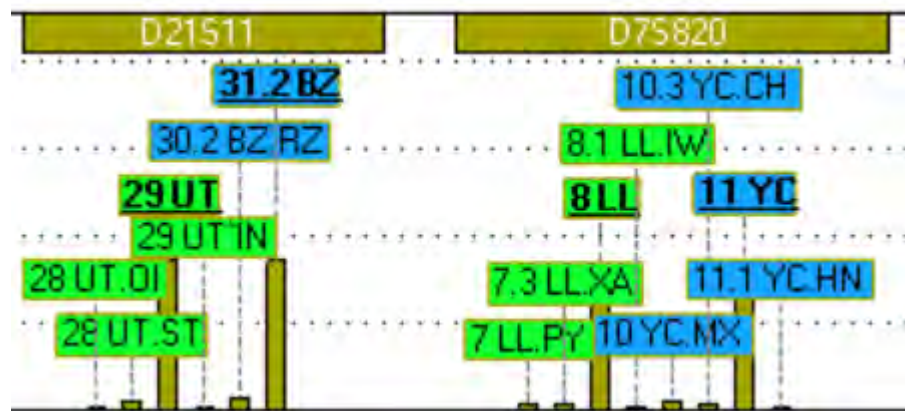 D21S11
D7S820
31.2 BZ
10.3 YC.CH
30.2 BZ RZ
8.1 LL.IW
29 UT
8 LL
11 YC
29 UT IN
28 UT.OI
7.3 LL.XA
11.1 YC.HN
28 UT.ST
7 LL.PY
10 YC.MX